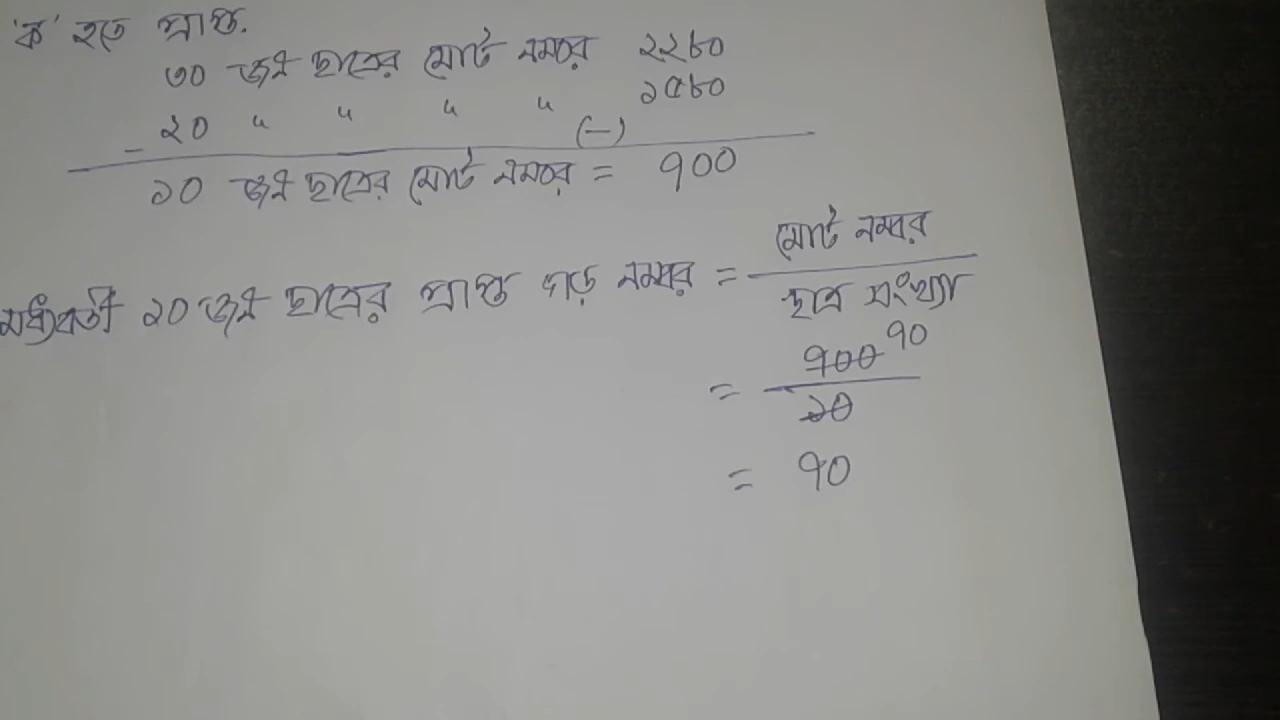 'ক' হতে প্রাপ্ত.
৩০ জন ছাত্রের মোট নম্বর ২২৮০
- ২০ " " " " (-) ১৫৮০
১০ জন ছাত্রের মোট নম্বর = ৭০০
মধ্যবর্তী ১০ জন ছাত্রের প্রাপ্ত গড় নম্বর = মোট নম্বর
ছাত্র সংখ্যা
= ৭০০ ৭০
১০
= ৭০